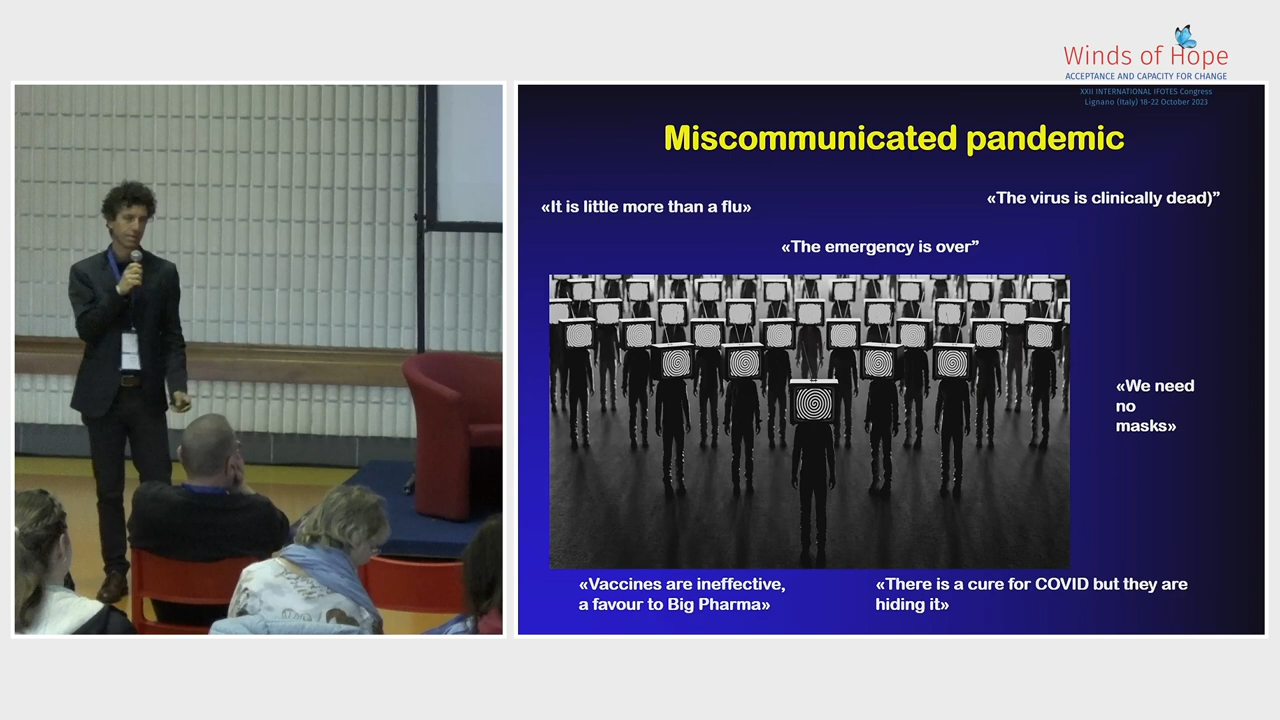 Winds of Hope
ACCEPTANCE AND CAPACITY FOR CHANGE
XXII INTERNATIONAL IFOTES Congress
Lignano (Italy) 18-22 October 2023
Miscommunicated pandemic
«It is little more than a flu»
«The virus is clinically dead)”
«The emergency is over”
«We need
no
masks»
«Vaccines are ineffective,
a favour to Big Pharma»
«There is a cure for COVID but they are
hiding it»